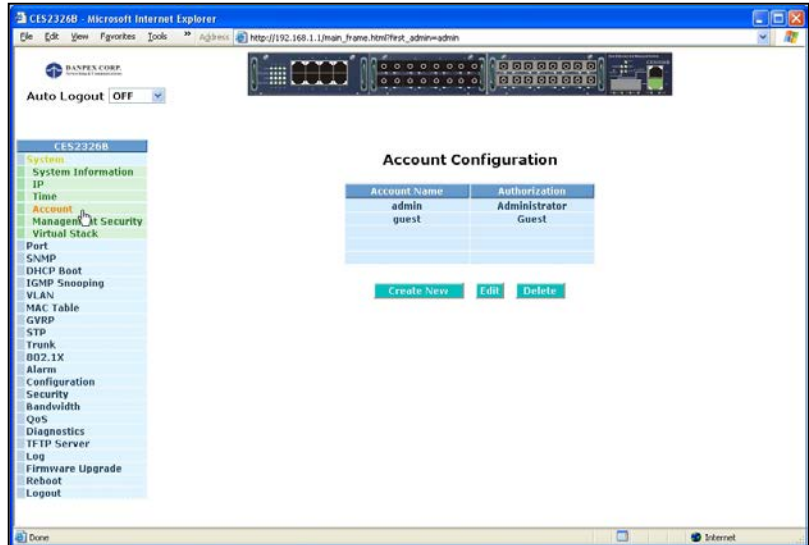 CES2326B - Microsoft Internet Explorer
File Edit View Favorites Tools » Address http://192.168.1.1/main_frame.html?first_admin=admin
DANPEX CORP.
Auto Logout OFF
CES2326B
System
System Information
IP
Time
Account
Management Security
Virtual Stack
Port
SNMP
DHCP Boot
IGMP Snooping
VLAN
MAC Table
GVRP
STP
Trunk
802.1X
Alarm
Configuration
Security
Bandwidth
QoS
Diagnostics
TFTP Server
Log
Firmware Upgrade
Reboot
Logout
Account Configuration
Account Name Authorization
admin Administrator
guest Guest
Create New Edit Delete
Done Internet